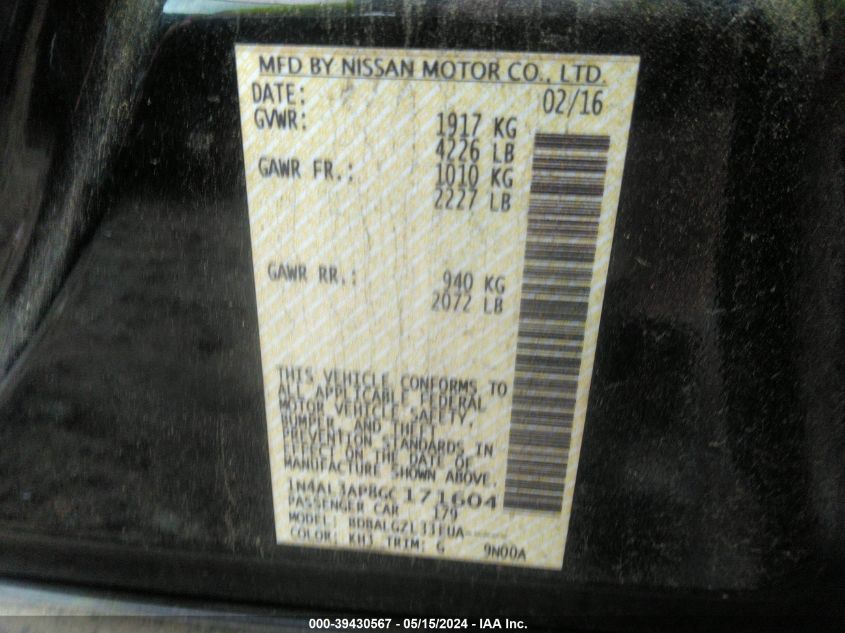 MFD BY NISSAN MOTOR CO., LTD.
DATE: 02/16
GVWR: 1917 KG
4226 LB
GAWR FR.: 1010 KG
2227 LB
GAWR RR.: 940 KG
2072 LB
THIS VEHICLE CONFORMS TO
ALL APPLICABLE FEDERAL
MOTOR VEHICLE SAFETY,
BUMPER, AND THEFT
PREVENTION STANDARDS IN
EFFECT ON THE DATE OF
MANUFACTURE SHOWN ABOVE.
1N4AL3AP8GC171604
PASSENGER CAR 179
MODEL:
COLOR: KH3 TRIM: G 9N00A
000-39430567 - 05/15/2024 - IAA Inc.